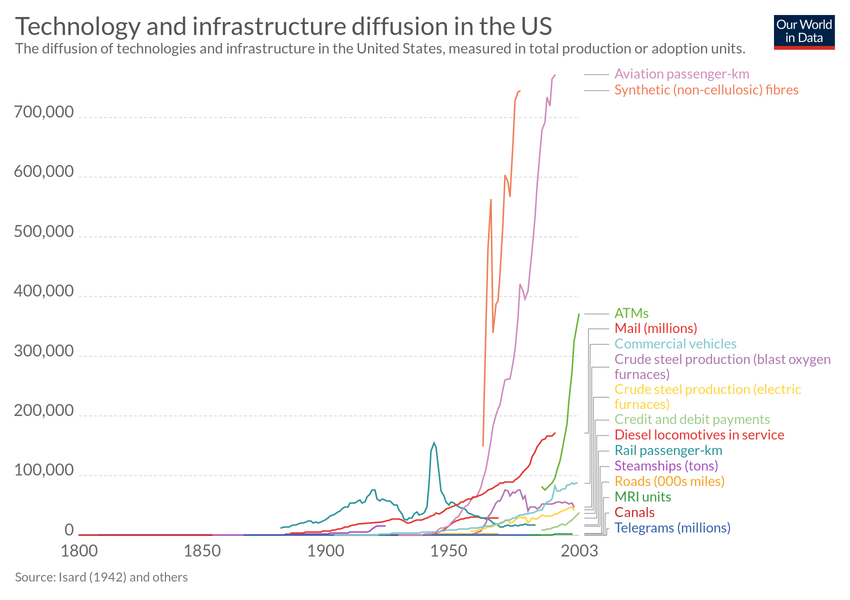 Technology and infrastructure diffusion in the US
The diffusion of technologies and infrastructure in the United States, measured in total production or adoption units.
Our World
in Data
700,000
600,000
500,000
400,000
300,000
200,000
100,000
0
1800
1850
1900
1950
2003
Aviation passenger-km
Synthetic (non-cellulosic) fibres
ATMs
Mail (millions)
Commercial vehicles
Crude steel production (blast oxygen
furnaces)
Crude steel production (electric
furnaces)
Credit and debit payments
Diesel locomotives in service
Rail passenger-km
Steamships (tons)
Roads (000s miles)
MRI units
Canals
Telegrams (millions)
Source: Isard (1942) and others